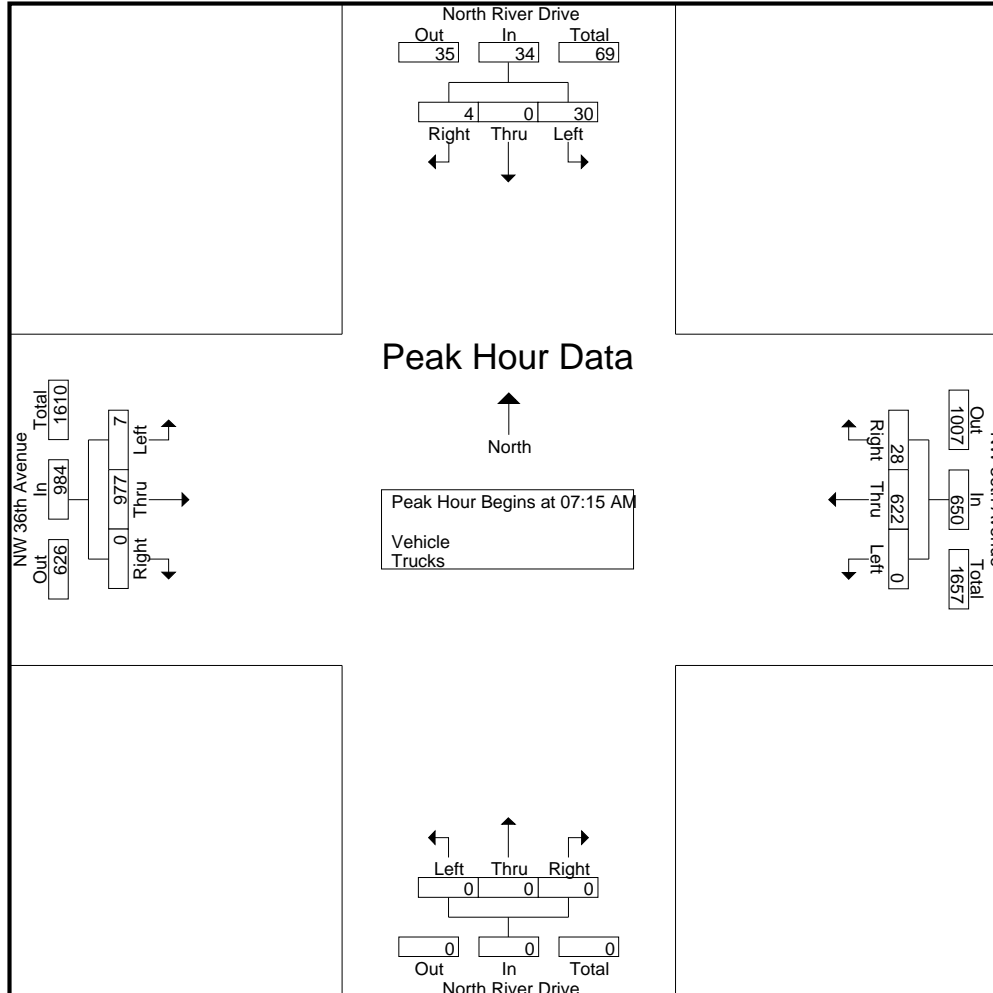 North River Drive
Out In Total
35 34 69
4 0 30
Right Thru Left
Peak Hour Data
North
Peak Hour Begins at 07:15 AM
Vehicle
Trucks
NW 36th Avenue
Total In Out
1610 984 626
7 977 0
Left Thru Right
Out In Total
1007 650 1657
28 622 0
Right Thru Left
Left Thru Right
0 0 0
0 0 0
Out In Total
North River Drive